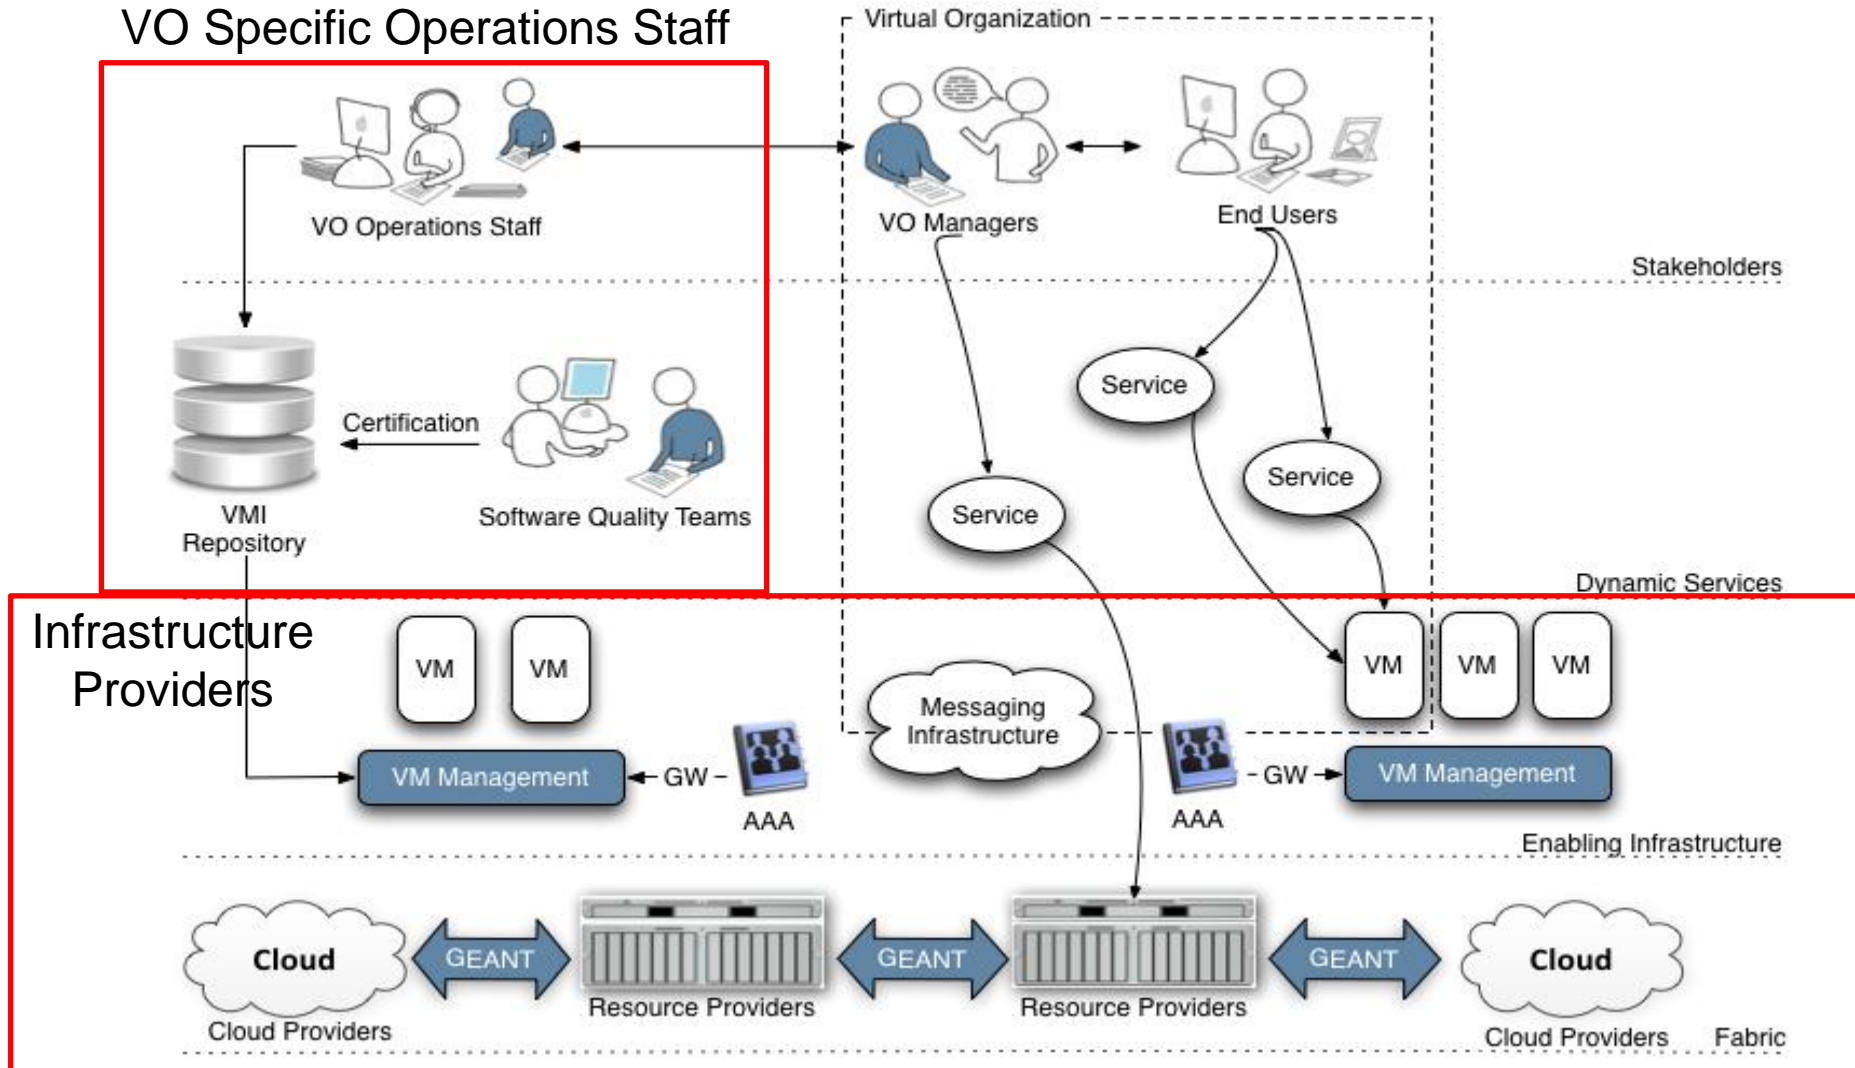 VO Specific Operations Staff
Virtual Organization
VO Operations Staff
VO Managers
End Users
Stakeholders
Service
Certification
Service
Service
VMI
Repository
Software Quality Teams
Dynamic Services
Infrastructure
Providers
VM
VM
VM
VM
VM
Messaging
Infrastructure
VM Management
GW
AAA
AAA
GW
VM Management
Enabling Infrastructure
Cloud
GEANT
GEANT
GEANT
Cloud
Resource Providers
Resource Providers
Cloud Providers
Cloud Providers
Fabric